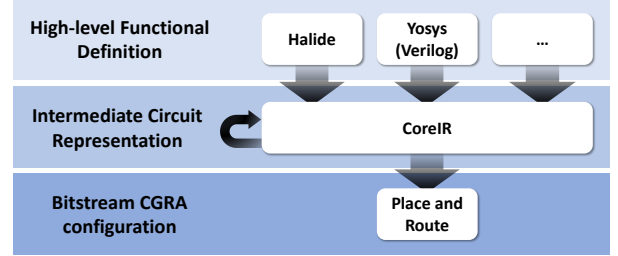 High-level Functional
Definition
Halide
Yosys
(Verilog)
...
Intermediate Circuit
Representation
CoreIR
Bitstream CGRA
configuration
Place and
Route